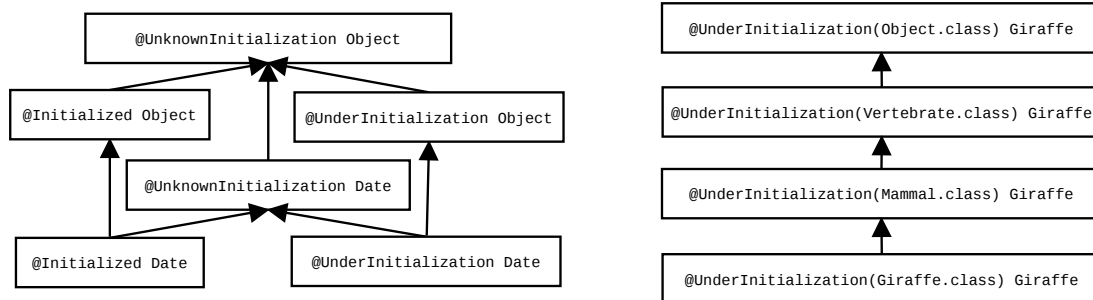 @UnknownInitialization Object
@Initialized Object
@UnderInitialization Object
@UnknownInitialization Date
@Initialized Date
@UnderInitialization Date
@UnderInitialization(Object.class) Giraffe
@UnderInitialization(Vertebrate.class) Giraffe
@UnderInitialization(Mammal.class) Giraffe
@UnderInitialization(Giraffe.class) Giraffe